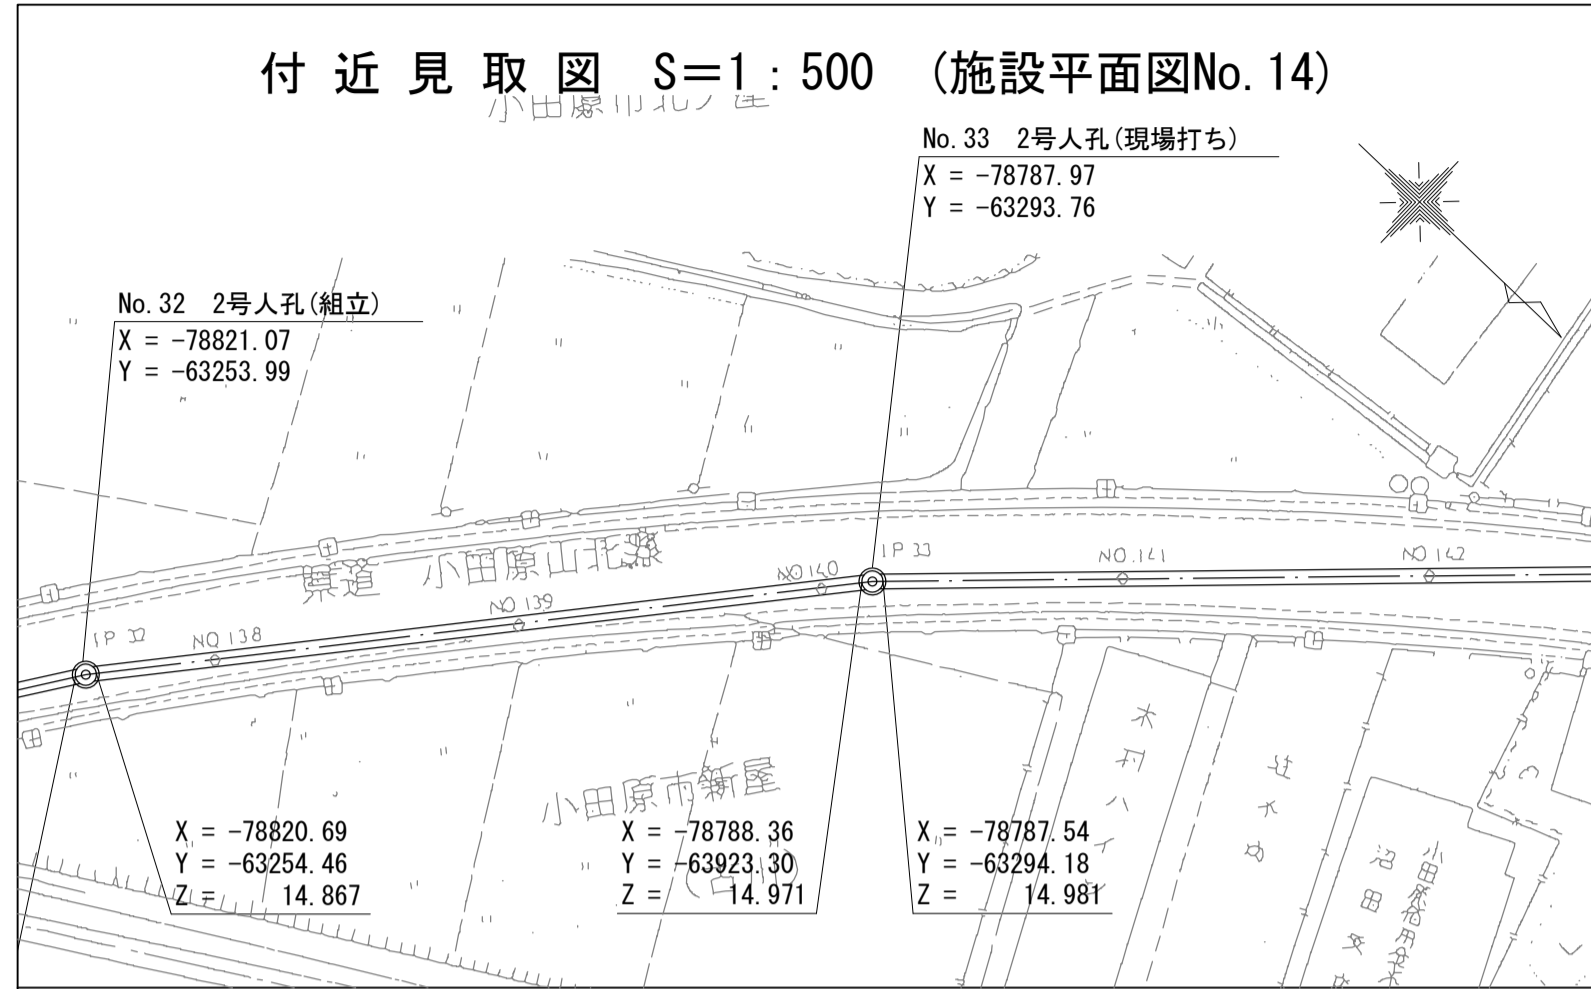 付近見取図 S=1:500 (施設平面図No.14)
No.33 2号人孔(現場打ち)
X = -78787.97
Y = -63293.76
No.32 2号人孔(組立)
X = -78821.07
Y = -63253.99
県道 小田原山北線
IP 33
NO 141
NO 142
NO 140
NO 139
IP 32
NO 138
小田原市新屋
X = -78820.69
Y = -63254.46
Z = 14.867
X = -78788.36
Y = -63923.30
Z = 14.971
X = -78787.54
Y = -63294.18
Z = 14.981